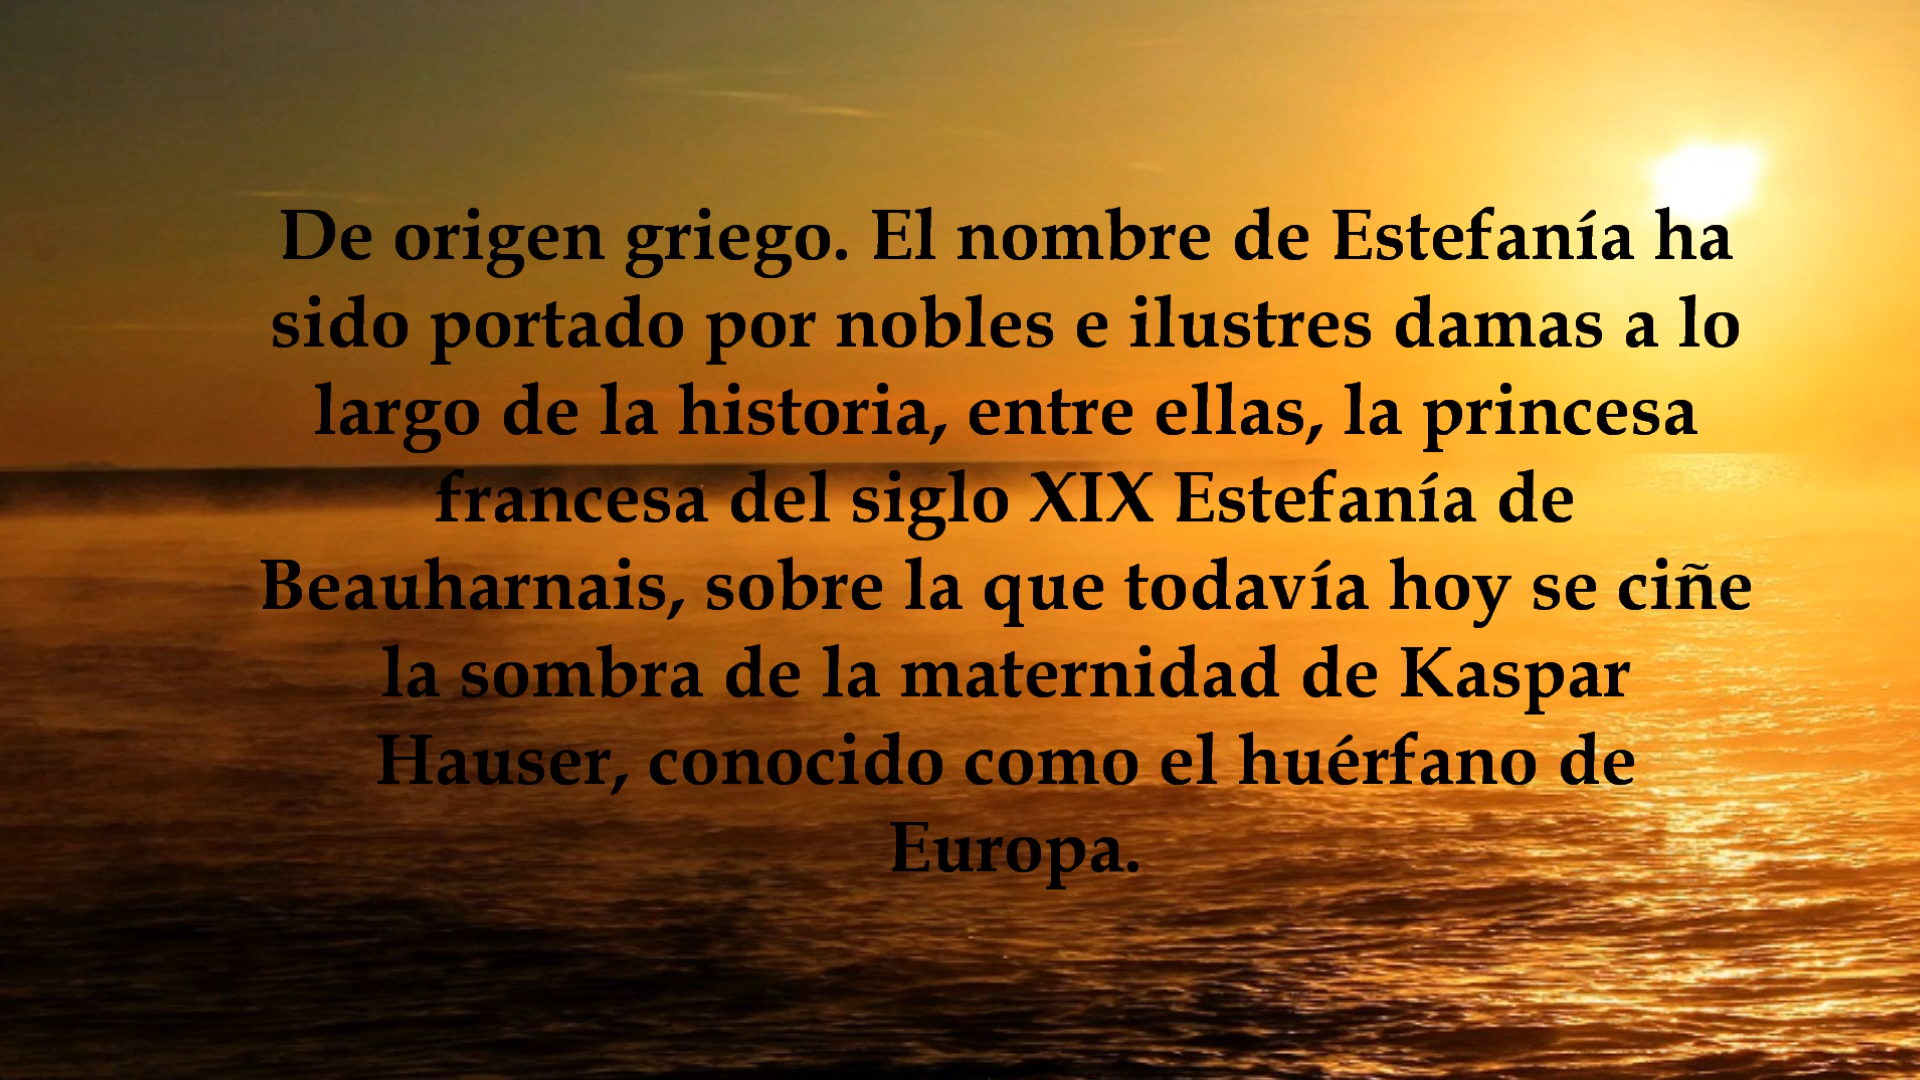 De origen griego. El nombre de Estefanía ha
sido portado por nobles e ilustres damas a lo
largo de la historia, entre ellas, la princesa
francesa del siglo XIX Estefanía de
Beauharnais, sobre la que todavía hoy se ciñe
la sombra de la maternidad de Kaspar
Hauser, conocido como el huérfano de
Europa.